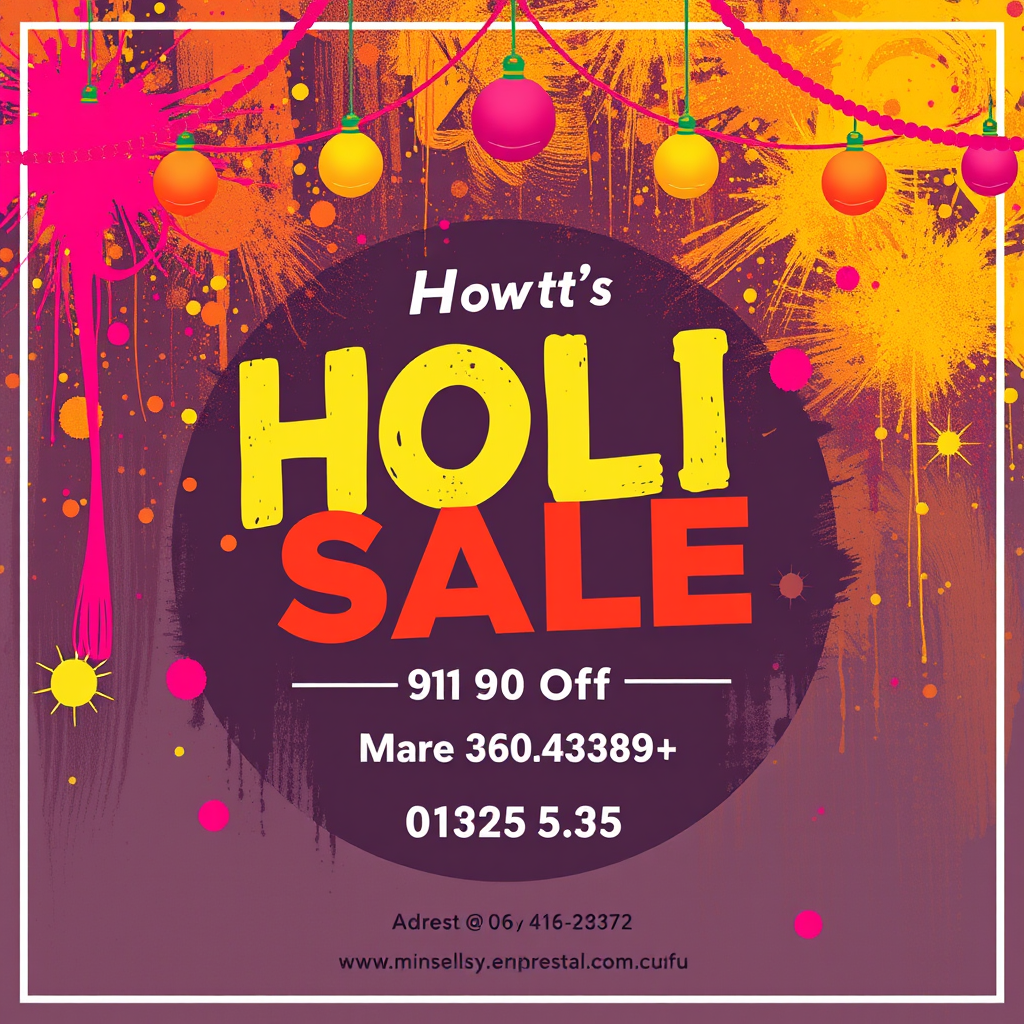 Howtt's
HOLI
SALE
911 90 Off
Mare 360.43389+
01325 5.35
Adrest @ 06, 416-23372
www.minsellsy.enprestal.com.cuifu